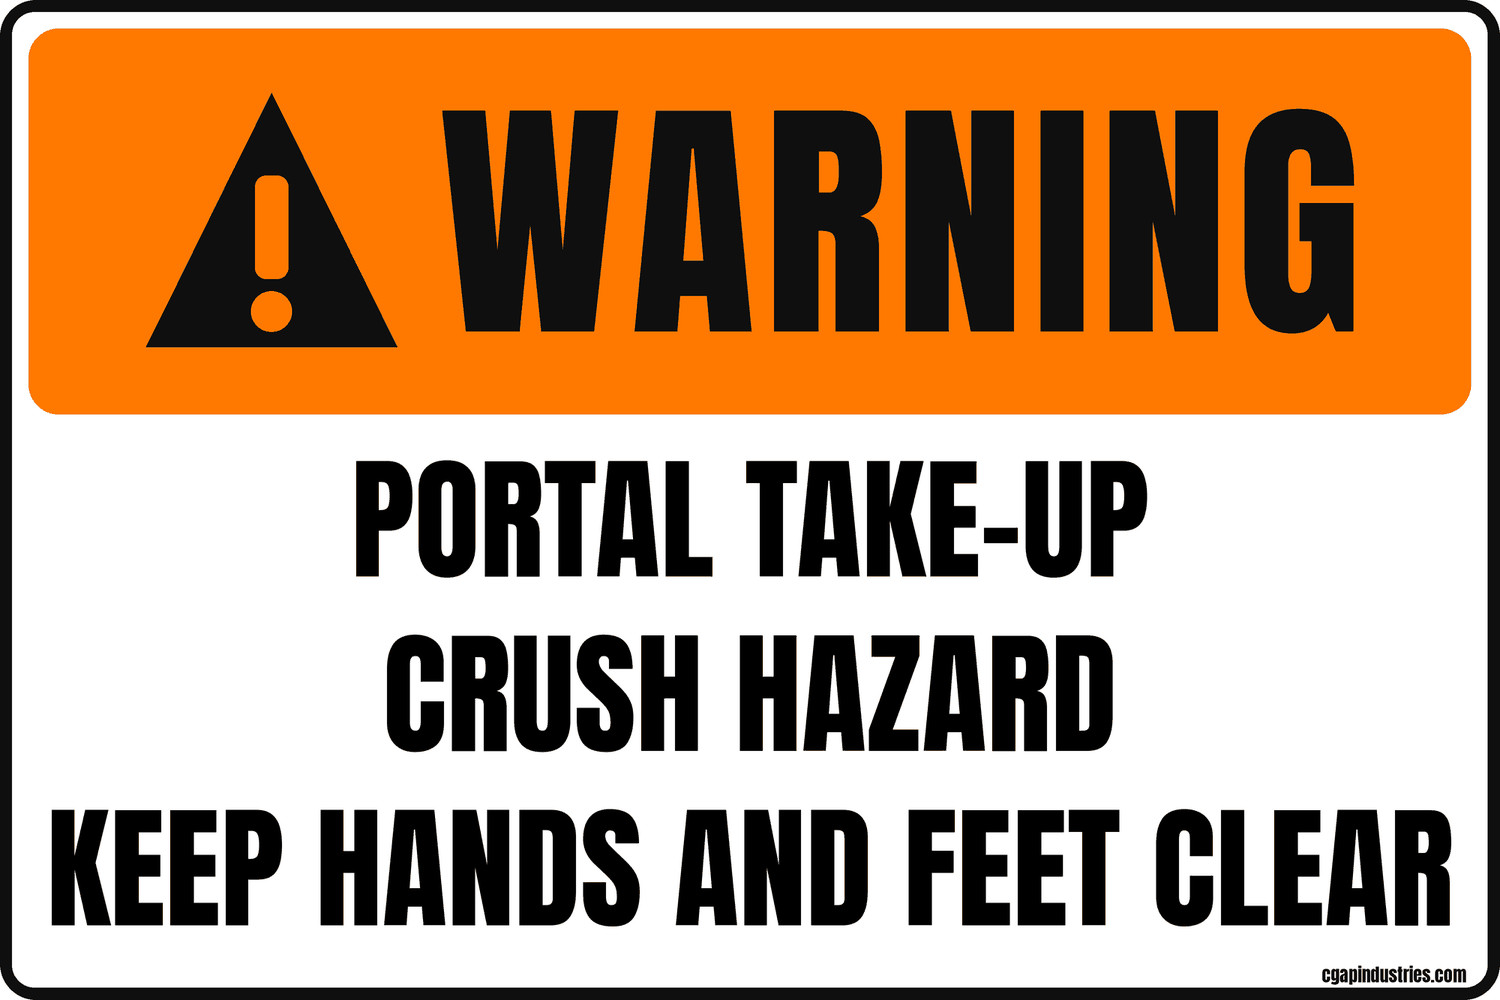 WARNING
PORTAL TAKE-UP
CRUSH HAZARD
KEEP HANDS AND FEET CLEAR
cgapindustries.com